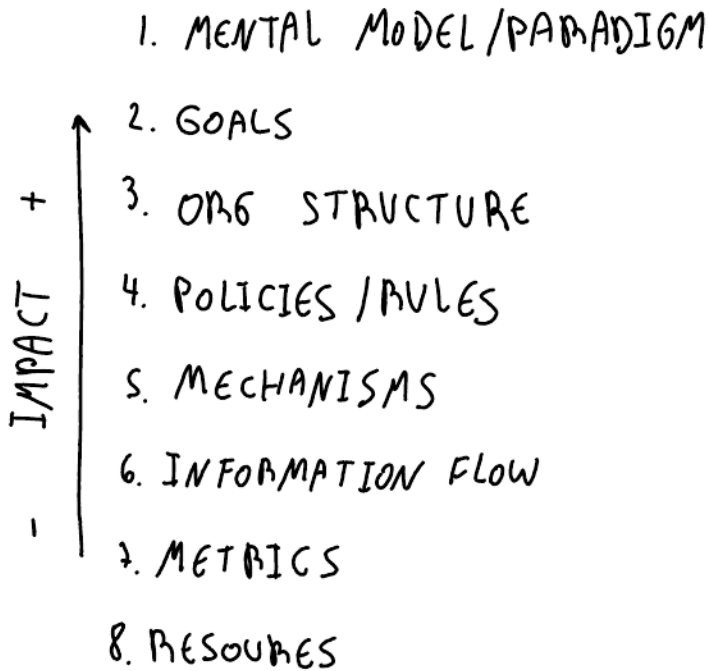 1. MENTAL MODEL/PARADIGM
2. GOALS
3. ORG STRUCTURE
4. POLICIES/RULES
5. MECHANISMS
6. INFORMATION FLOW
7. METRICS
8. RESOURES
- IMPACT +